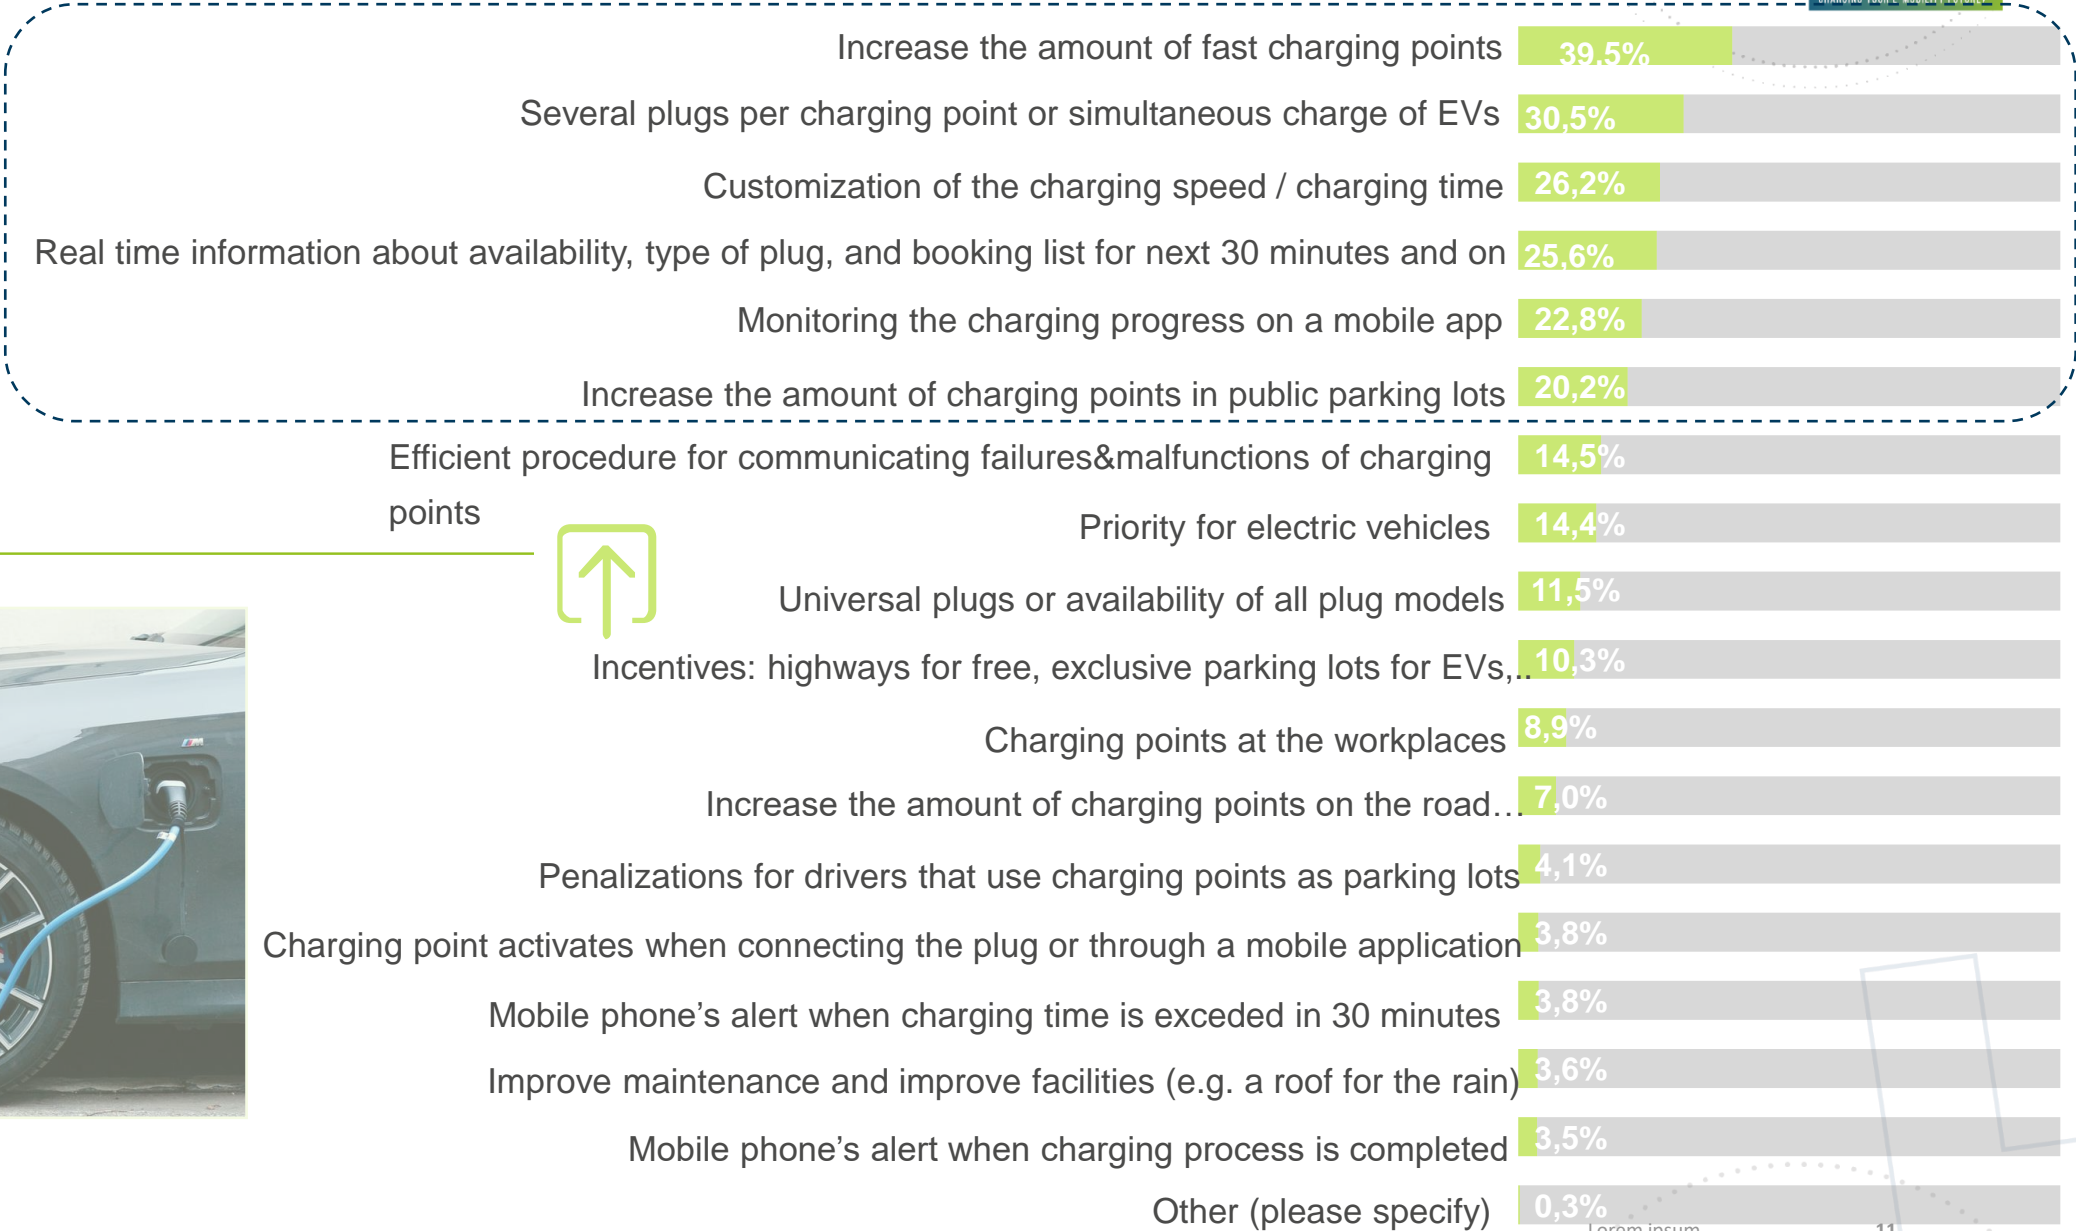 CHARGING YOUR E-MOBILITY FUTURE?
Increase the amount of fast charging points 39,5%
Several plugs per charging point or simultaneous charge of EVs 30,5%
Customization of the charging speed / charging time 26,2%
Real time information about availability, type of plug, and booking list for next 30 minutes and on 25,6%
Monitoring the charging progress on a mobile app 22,8%
Increase the amount of charging points in public parking lots 20,2%
Efficient procedure for communicating failures&malfunctions of charging 14,5%
points
Priority for electric vehicles 14,4%
Universal plugs or availability of all plug models 11,5%
Incentives: highways for free, exclusive parking lots for EVs,.. 10,3%
Charging points at the workplaces 8,9%
Increase the amount of charging points on the road… 7,0%
Penalizations for drivers that use charging points as parking lots 4,1%
Charging point activates when connecting the plug or through a mobile application 3,8%
Mobile phone’s alert when charging time is exceded in 30 minutes 3,8%
Improve maintenance and improve facilities (e.g. a roof for the rain) 3,6%
Mobile phone’s alert when charging process is completed 3,5%
Other (please specify) 0,3%
Lorem ipsum 11